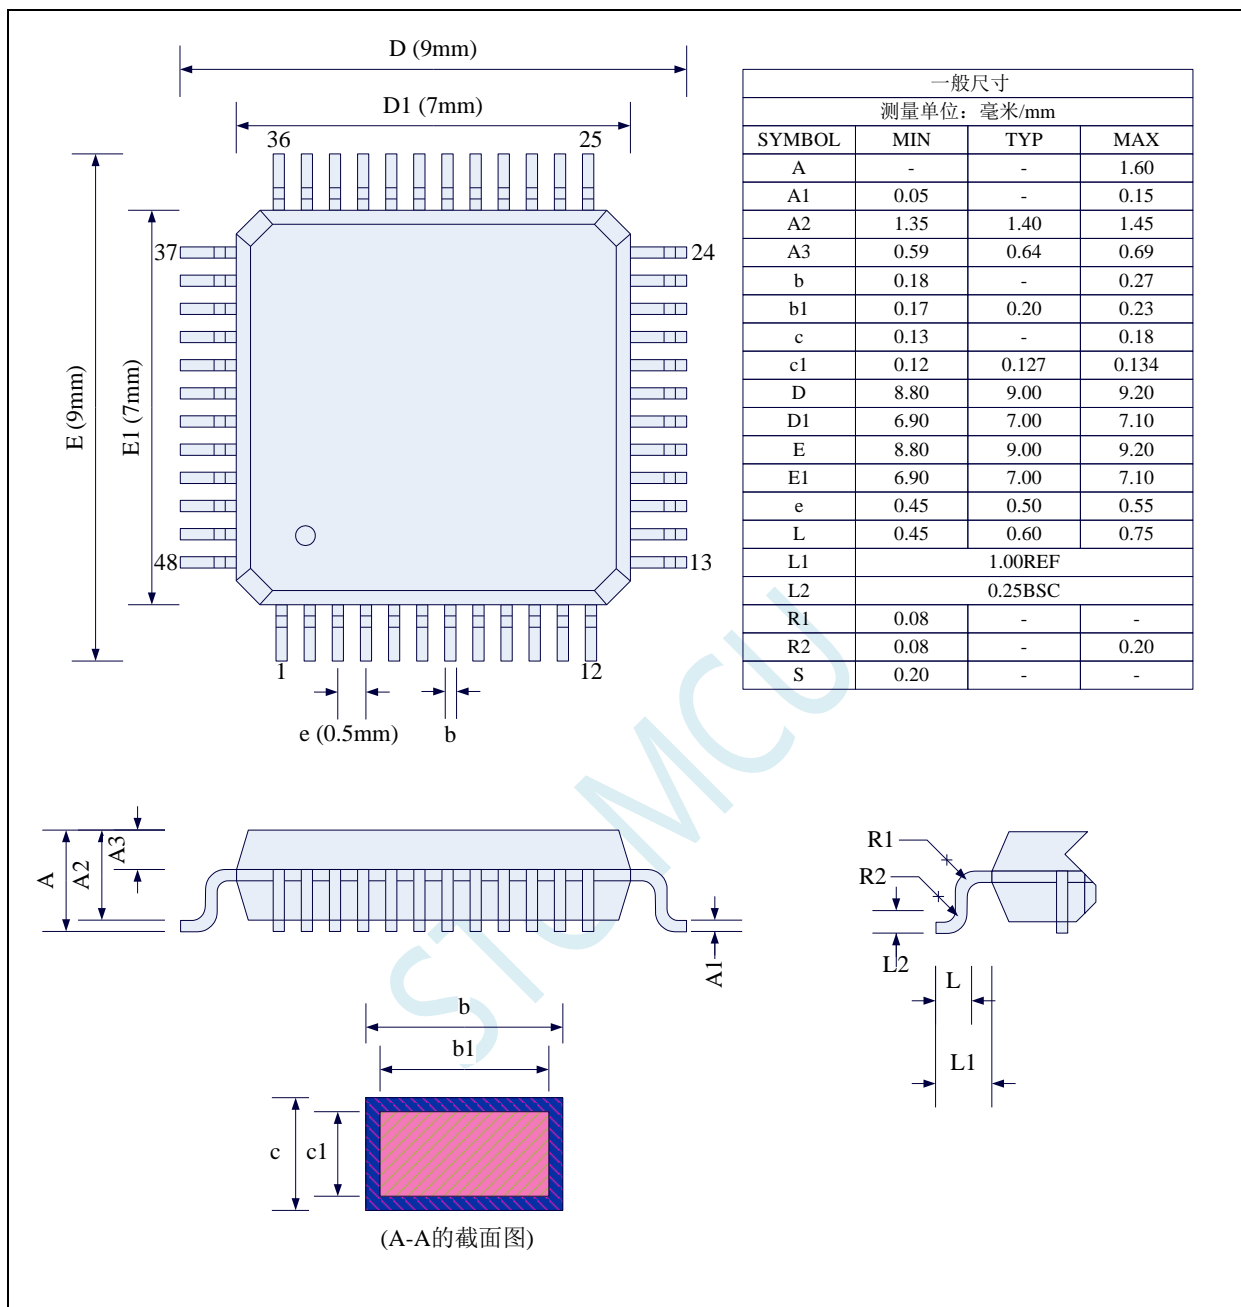 D (9mm)
D1 (7mm)
36 25
37 24
48 13
1 12
E (9mm)
E1 (7mm)
e (0.5mm) b
一般尺寸
测量单位：毫米/mm
SYMBOL MIN TYP MAX
A - - 1.60
A1 0.05 - 0.15
A2 1.35 1.40 1.45
A3 0.59 0.64 0.69
b 0.18 - 0.27
b1 0.17 0.20 0.23
c 0.13 - 0.18
c1 0.12 0.127 0.134
D 8.80 9.00 9.20
D1 6.90 7.00 7.10
E 8.80 9.00 9.20
E1 6.90 7.00 7.10
e 0.45 0.50 0.55
L 0.45 0.60 0.75
L1 1.00REF
L2 0.25BSC
R1 0.08 - -
R2 0.08 - 0.20
S 0.20 - -
A
A2
A3
A1
R1
R2
L2
L
L1
b
b1
c
c1
(A-A的截面图)
STCMCU